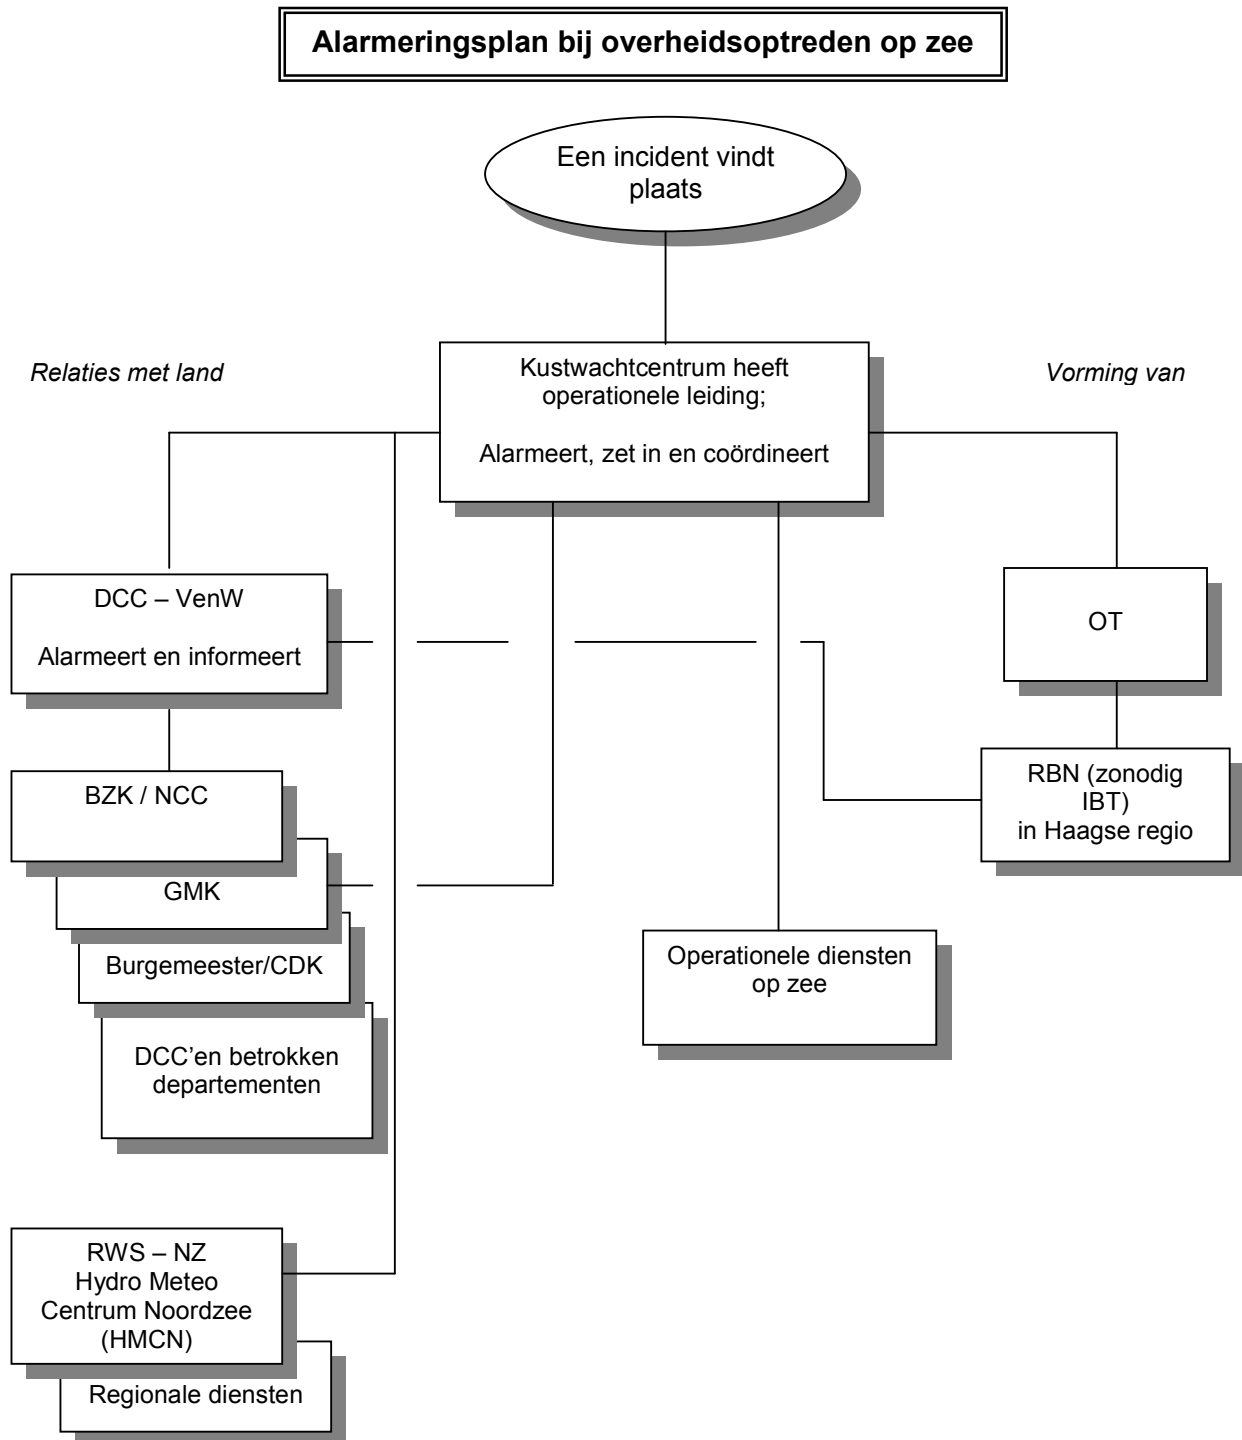 Alarmeringsplan bij overheidsoptreden op zee
Een incident vindt
plaats
Relaties met land
Kustwachtcentrum heeft
operationele leiding;
Alarmeert, zet in en coördineert
Vorming van
DCC – VenW
Alarmeert en informeert
OT
BZK / NCC
RBN (zonodig
IBT)
in Haagse regio
GMK
Burgemeester/CDK
Operationele diensten
op zee
DCC’en betrokken
departementen
RWS – NZ
Hydro Meteo
Centrum Noordzee
(HMCN)
Regionale diensten